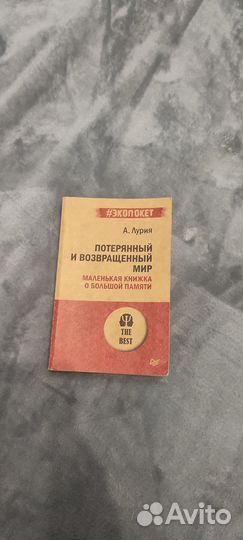 #ЭКОПОКЕТ
А. Лурия
ПОТЕРЯННЫЙ
И ВОЗВРАЩЕННЫЙ
МИР
МАЛЕНЬКАЯ КНИЖКА
О БОЛЬШОЙ ПАМЯТИ
THE
BEST
Avito